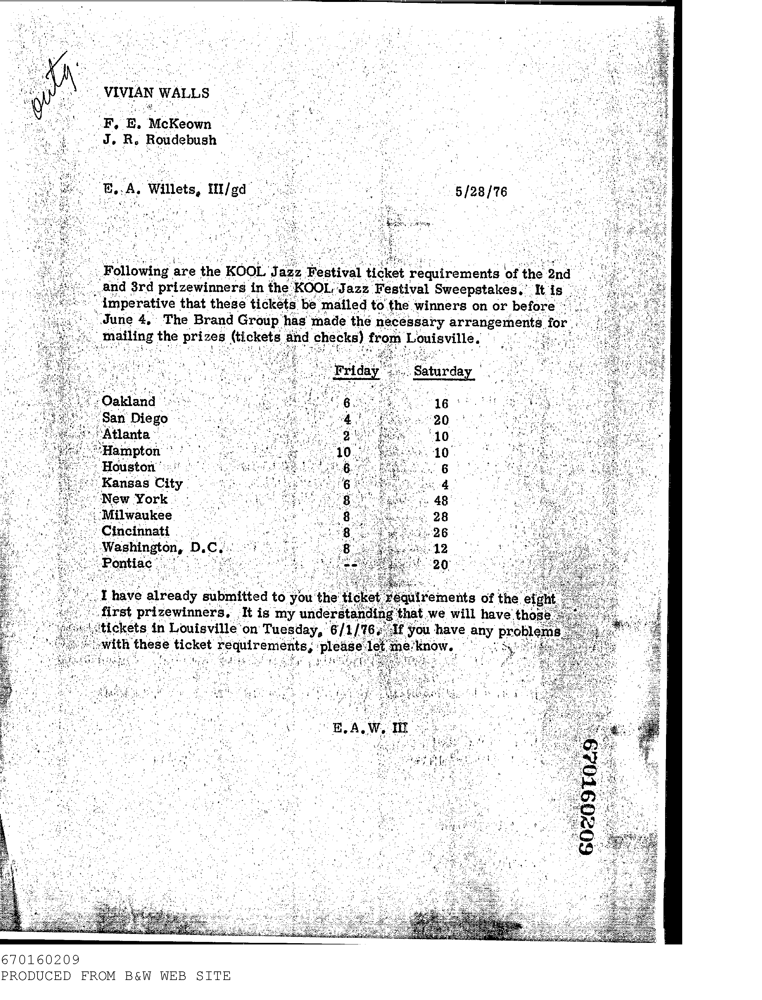 outg.
VIVIAN WALLS
F. E. McKeown
J. R. Roudebush
E. A. Willets, III/gd 5/28/76
Following are the KOOL Jazz Festival ticket requirements of the 2nd
and 3rd prizewinners in the KOOL Jazz Festival Sweepstakes. It is
imperative that these tickets be mailed to the winners on or before
June 4. The Brand Group has made the necessary arrangements for
mailing the prizes (tickets and checks) from Louisville.
Friday Saturday
Oakland 6 16
San Diego 4 20
Atlanta 2 10
Hampton 10 10
Houston 6 6
Kansas City 6 4
New York 8 48
Milwaukee 8 28
Cincinnati 8 26
Washington, D.C. 8 12
Pontiac -- 20
I have already submitted to you the ticket requirements of the eight
first prizewinners. It is my understanding that we will have those
tickets in Louisville on Tuesday, 6/1/76. If you have any problems
with these ticket requirements, please let me know.
E.A.W. III
670160209
670160209
PRODUCED FROM B&W WEB SITE